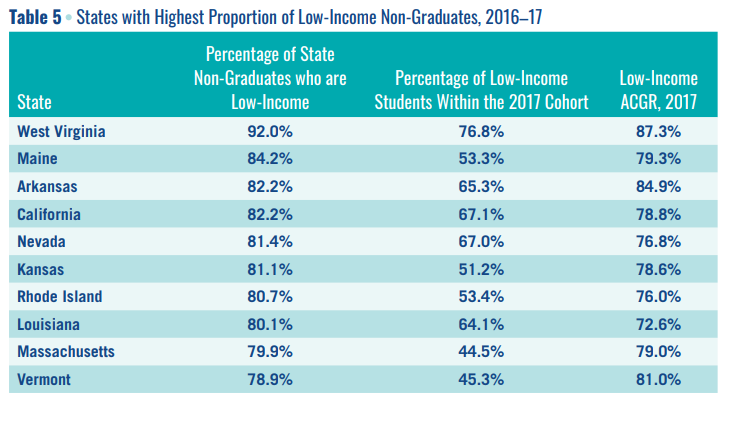 Table 5 • States with Highest Proportion of Low-Income Non-Graduates, 2016–17
State Percentage of State Non-Graduates who are Low-Income Percentage of Low-Income Students Within the 2017 Cohort Low-Income ACGR, 2017
West Virginia 92.0% 76.8% 87.3%
Maine 84.2% 53.3% 79.3%
Arkansas 82.2% 65.3% 84.9%
California 82.2% 67.1% 78.8%
Nevada 81.4% 67.0% 76.8%
Kansas 81.1% 51.2% 78.6%
Rhode Island 80.7% 53.4% 76.0%
Louisiana 80.1% 64.1% 72.6%
Massachusetts 79.9% 44.5% 79.0%
Vermont 78.9% 45.3% 81.0%